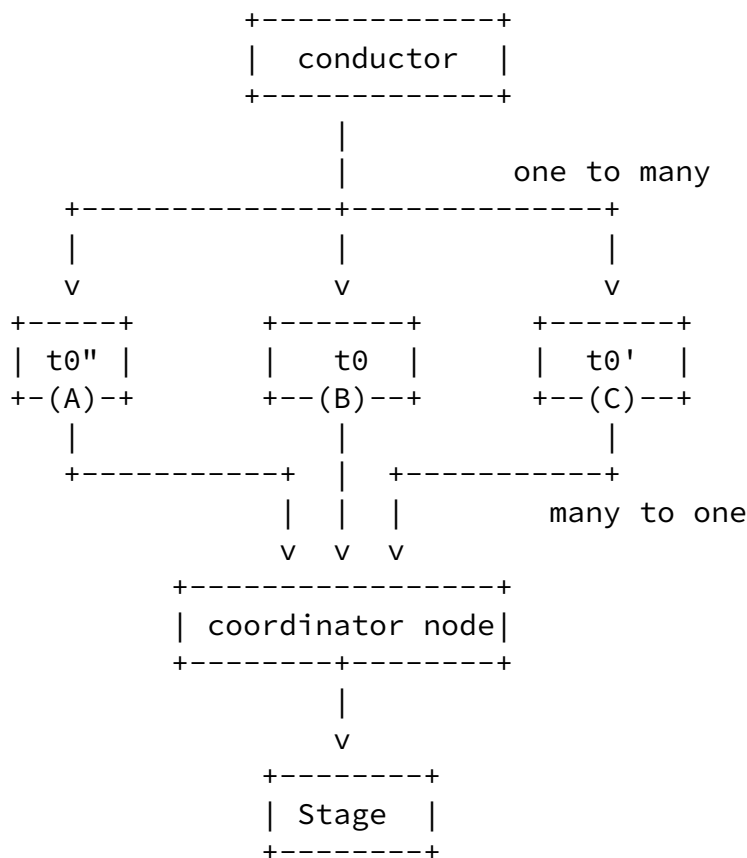 conductor
one to many
v v v
t0" t0 t0'
(A) (B) (C)
many to one
v v v
coordinator node
v
Stage